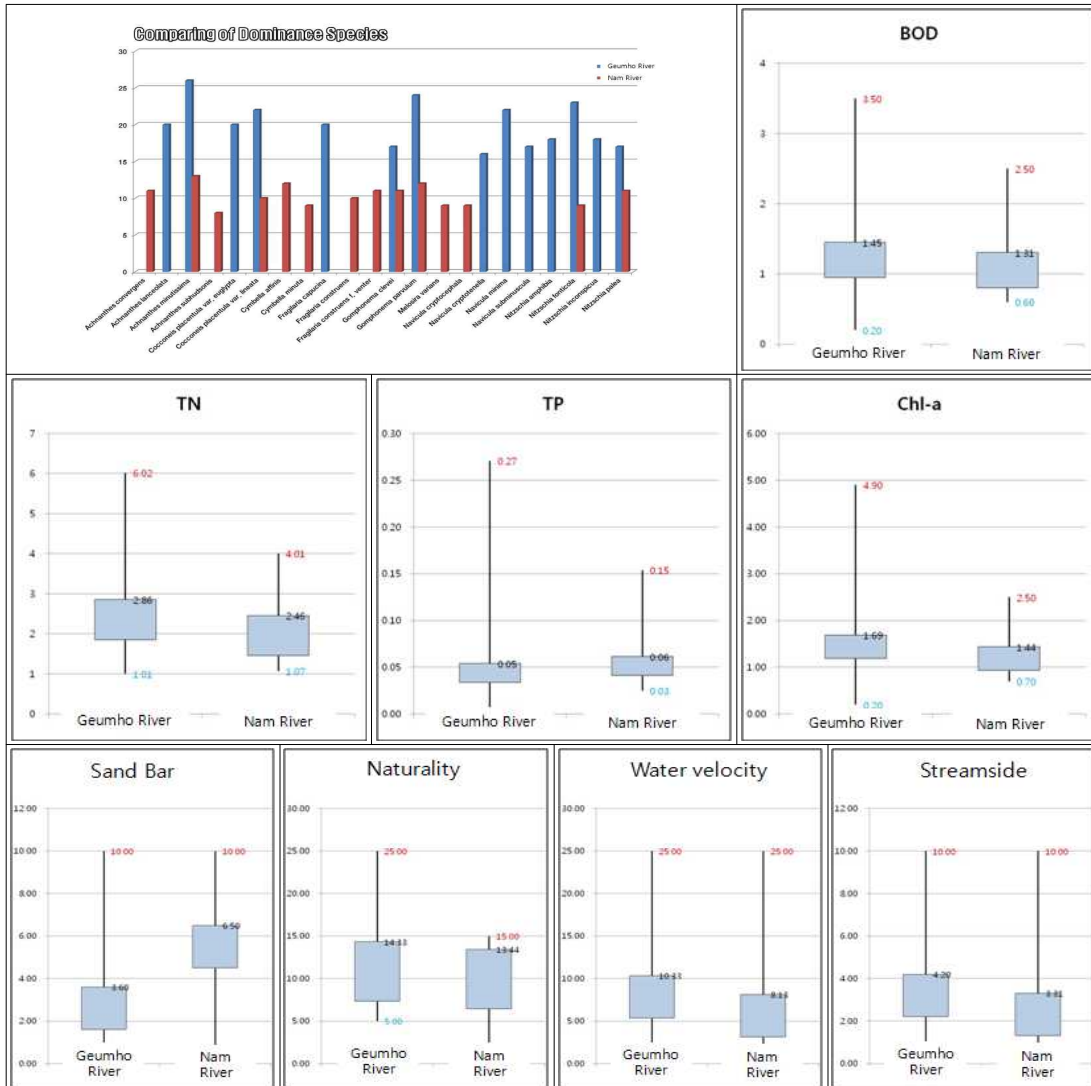 Comparing of Dominance Species
30
25
20
15
10
5
0
Geumho River
Nam River
Achnanthes convergens
Achnanthes lanceolata
Achnanthes minutissima
Achnanthes subhudsonis
Cocconeis placentula var, euglypta
Cocconeis placentula var, lineata
Cymbella affinis
Cymbella minuta
Fragilaria capucina
Fragilaria construens
Fragilaria construens f, venter
Gomphonema clevei
Gomphonema parvulum
Melosira varians
Navicula cryptocephala
Navicula cryptotenella
Navicula minima
Navicula subminuscula
Nitzschia amphibia
Nitzschia fonticola
Nitzschia inconspicua
Nitzschia palea
BOD
4
3
2
1
0
3.50
1.45
0.20
2.50
1.31
0.60
Geumho River
Nam River
TN
7
6
5
4
3
2
1
0
6.02
2.86
1.01
4.01
2.46
1.07
Geumho River
Nam River
TP
0.30
0.25
0.20
0.15
0.10
0.05
0.00
0.27
0.05
0.15
0.06
0.03
Geumho River
Nam River
Chl-a
6.00
5.00
4.00
3.00
2.00
1.00
0.00
4.90
1.69
0.20
2.50
1.44
0.70
Geumho River
Nam River
Sand Bar
12.00
10.00
8.00
6.00
4.00
2.00
0.00
10.00
3.60
10.00
6.50
Geumho
River
Nam
River
Naturality
30.00
25.00
20.00
15.00
10.00
5.00
0.00
25.00
14.33
5.00
15.00
13.44
Geumho
River
Nam
River
Water velocity
30.00
25.00
20.00
15.00
10.00
5.00
0.00
25.00
10.33
25.00
8.13
Geumho
River
Nam
River
Streamside
12.00
10.00
8.00
6.00
4.00
2.00
0.00
10.00
4.20
10.00
3.31
Geumho
River
Nam
River